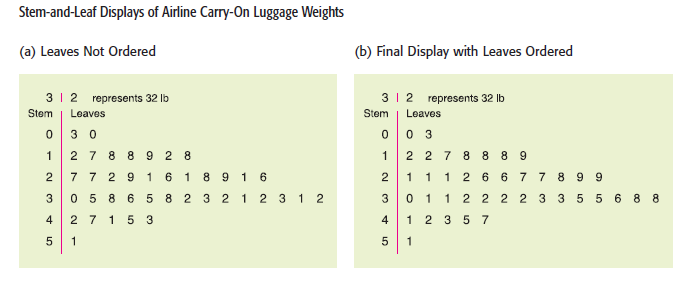 Stem-and-Leaf Displays of Airline Carry-On Luggage Weights
(a) Leaves Not Ordered
3 | 2 represents 32 lb
Stem Leaves
0 3 0
1 2 7 8 8 9 2 8
2 7 7 2 9 1 6 1 8 9 1 6
3 0 5 8 6 5 8 2 3 2 1 2 3 1 2
4 2 7 1 5 3
5 1
(b) Final Display with Leaves Ordered
3 | 2 represents 32 lb
Stem Leaves
0 0 3
1 2 2 7 8 8 8 9
2 1 1 1 2 6 6 7 7 8 9 9
3 0 1 1 2 2 2 2 3 3 5 5 6 8 8
4 1 2 3 5 7
5 1